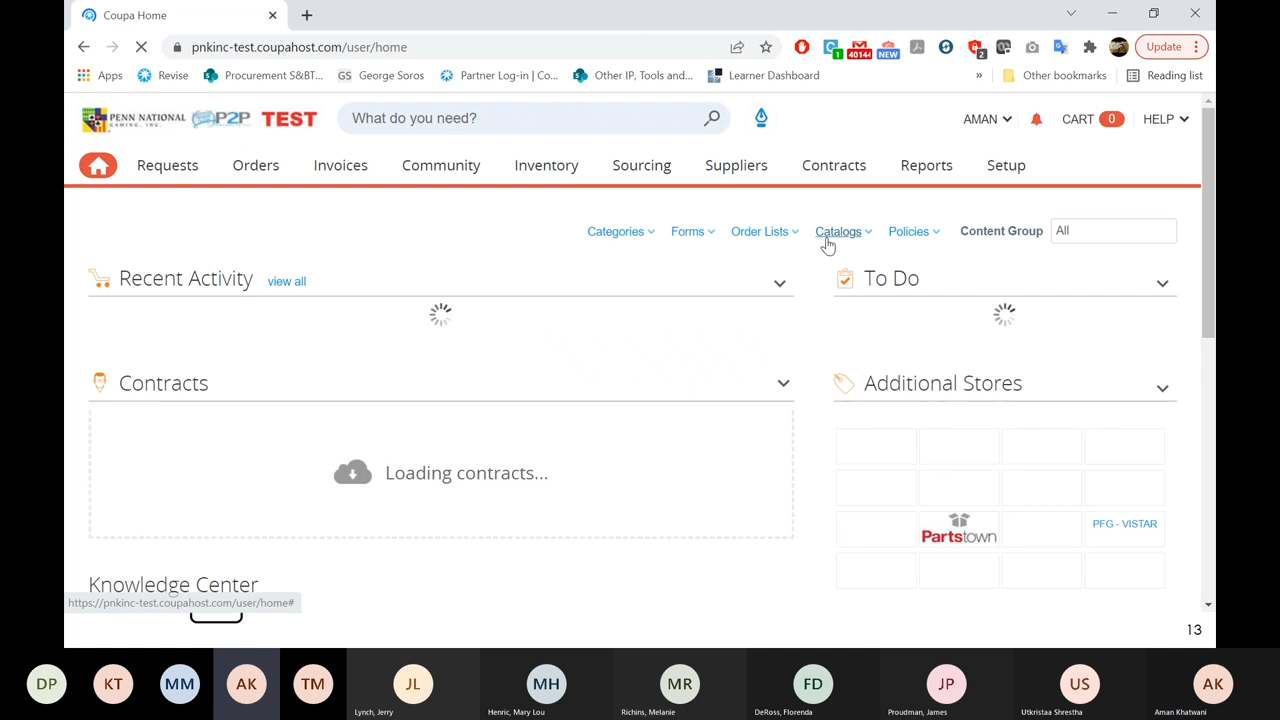 Coupa Home
pnkinc-test.coupahost.com/user/home
1
40144
NEW
2
Update
Apps
Revise
Procurement S&BT...
GS George Soros
Partner Log-in | Co...
Other IP, Tools and...
Learner Dashboard
»
Other bookmarks
Reading list
PENN NATIONAL
GAMING, INC.
P2P
TEST
What do you need?
AMAN
CART 0
HELP
Requests
Orders
Invoices
Community
Inventory
Sourcing
Suppliers
Contracts
Reports
Setup
Categories
Forms
Order Lists
Catalogs
Policies
Content Group
All
Recent Activity view all
To Do
Contracts
Additional Stores
Loading contracts...
Partstown
PFG - VISTAR
Knowledge Center
https://pnkinc-test.coupahost.com/user/home#
13
DP
KT
MM
AK
TM
JL
MH
MR
FD
JP
US
AK
Lynch, Jerry
Henric, Mary Lou
Richins, Melanie
DeRoss, Florenda
Proudman, James
Utkristaa Shrestha
Aman Khatwani